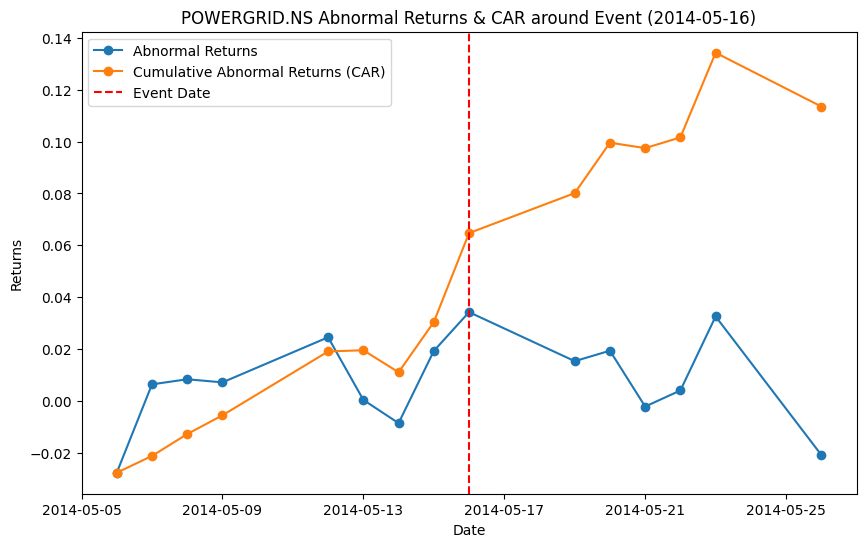 POWERGRID.NS Abnormal Returns & CAR around Event (2014-05-16)
Abnormal Returns
Cumulative Abnormal Returns (CAR)
Event Date
0.14
0.12
0.10
0.08
0.06
0.04
0.02
0.00
−0.02
Returns
2014-05-05
2014-05-09
2014-05-13
2014-05-17
2014-05-21
2014-05-25
Date